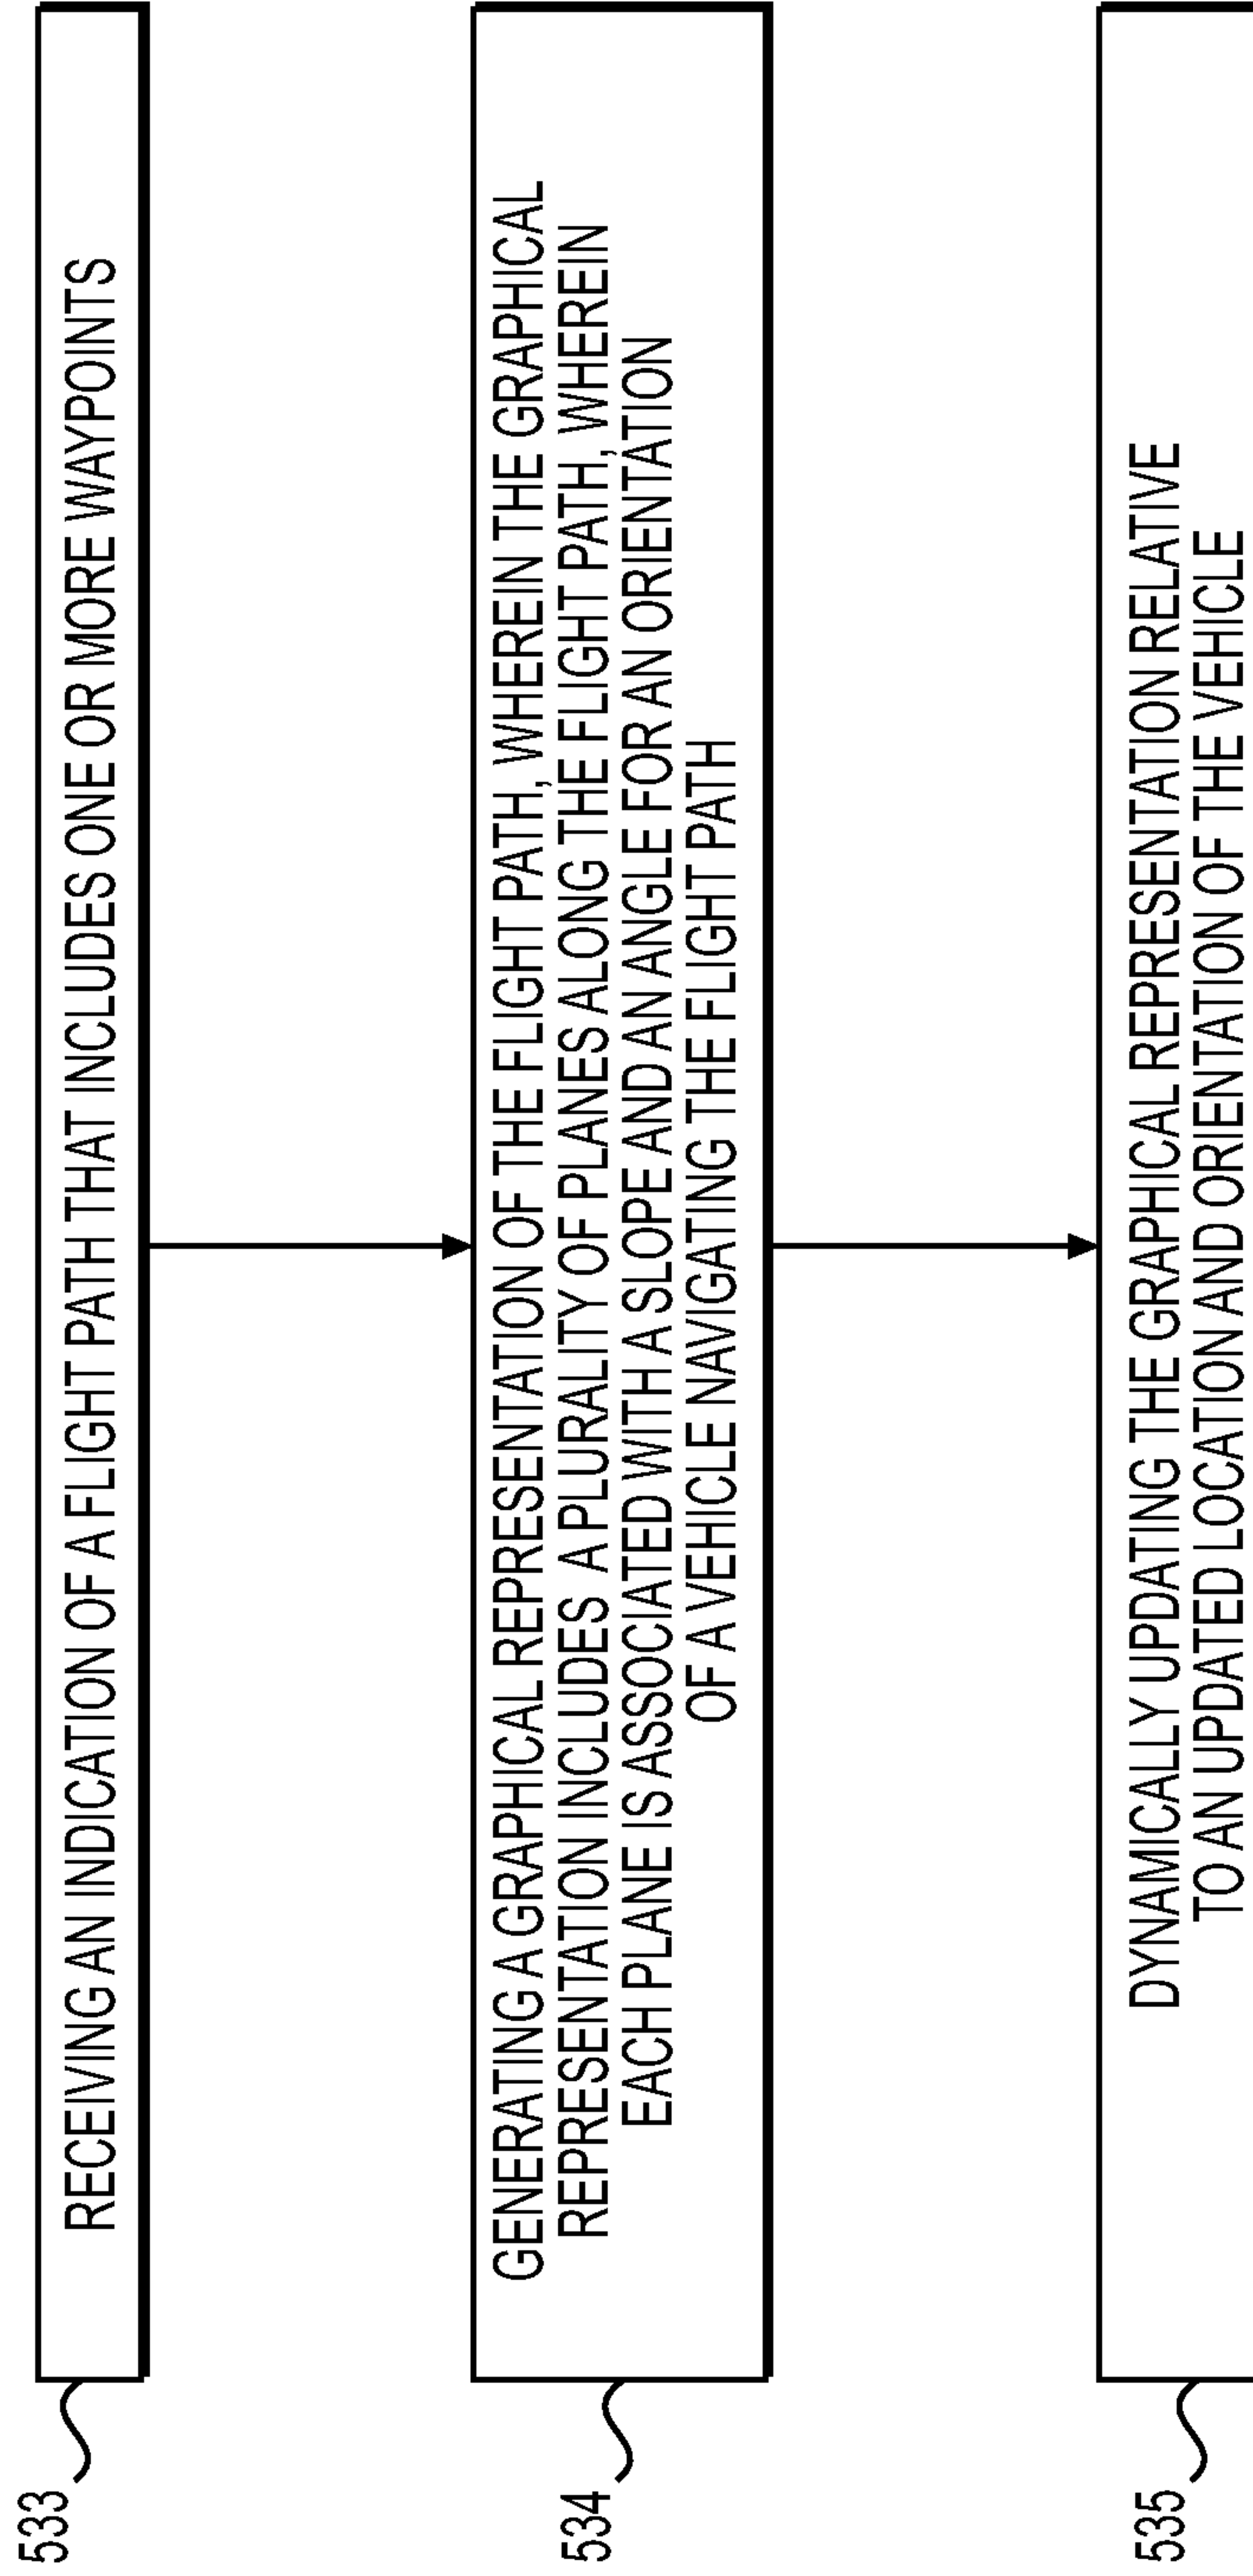 533
RECEIVING AN INDICATION OF A FLIGHT PATH THAT INCLUDES ONE OR MORE WAYPOINTS
534
GENERATING A GRAPHICAL REPRESENTATION OF THE FLIGHT PATH, WHEREIN THE GRAPHICAL
REPRESENTATION INCLUDES A PLURALITY OF PLANES ALONG THE FLIGHT PATH, WHEREIN
EACH PLANE IS ASSOCIATED WITH A SLOPE AND AN ANGLE FOR AN ORIENTATION
OF A VEHICLE NAVIGATING THE FLIGHT PATH
535
DYNAMICALLY UPDATING THE GRAPHICAL REPRESENTATION RELATIVE
TO AN UPDATED LOCATION AND ORIENTATION OF THE VEHICLE